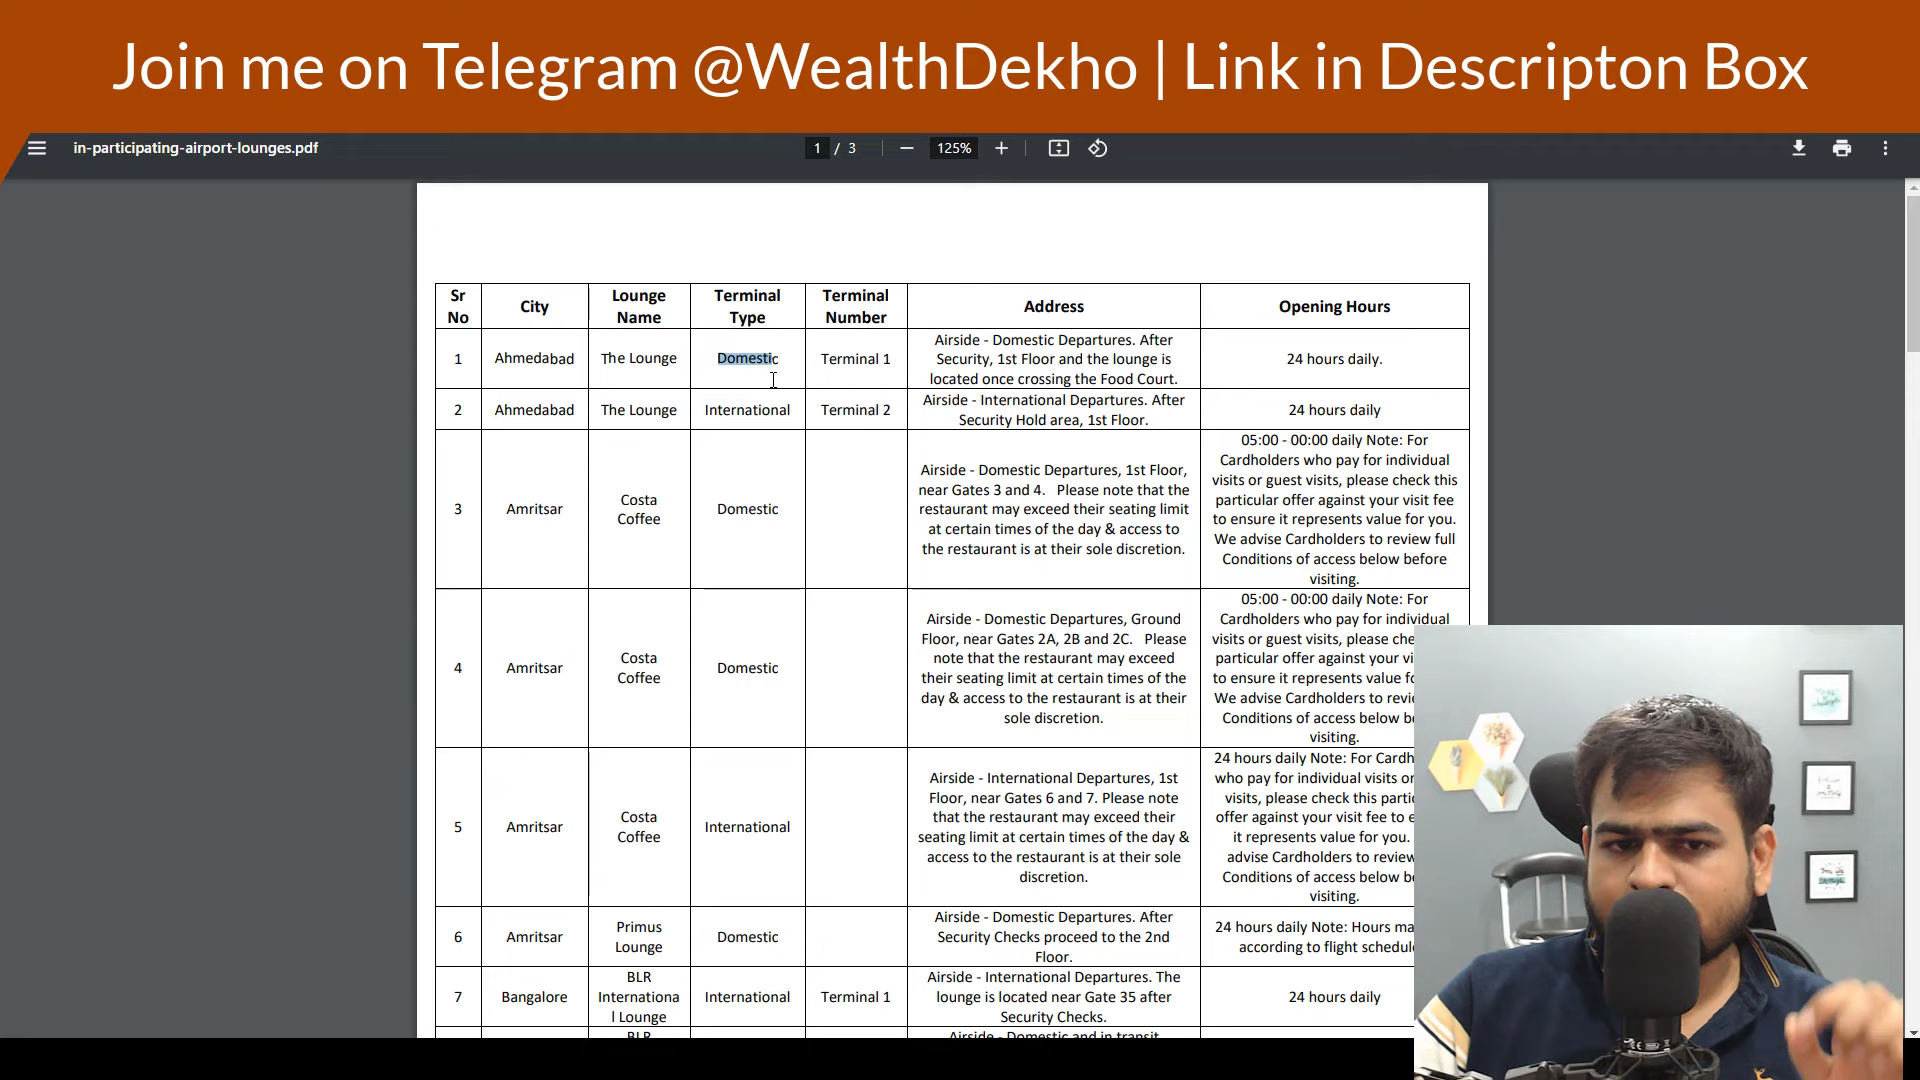 Join me on Telegram @WealthDekho | Link in Descripton Box
in-participating-airport-lounges.pdf
1 / 3
125%
Sr No
City
Lounge Name
Terminal Type
Terminal Number
Address
Opening Hours
1
Ahmedabad
The Lounge
Domestic
Terminal 1
Airside - Domestic Departures. After
Security, 1st Floor and the lounge is
located once crossing the Food Court.
24 hours daily.
2
Ahmedabad
The Lounge
International
Terminal 2
Airside - International Departures. After
Security Hold area, 1st Floor.
24 hours daily
3
Amritsar
Costa
Coffee
Domestic
Airside - Domestic Departures, 1st Floor,
near Gates 3 and 4. Please note that the
restaurant may exceed their seating limit
at certain times of the day & access to
the restaurant is at their sole discretion.
05:00 - 00:00 daily Note: For
Cardholders who pay for individual
visits or guest visits, please check this
particular offer against your visit fee
to ensure it represents value for you.
We advise Cardholders to review full
Conditions of access below before
visiting.
4
Amritsar
Costa
Coffee
Domestic
Airside - Domestic Departures, Ground
Floor, near Gates 2A, 2B and 2C. Please
note that the restaurant may exceed
their seating limit at certain times of the
day & access to the restaurant is at their
sole discretion.
05:00 - 00:00 daily Note: For
Cardholders who pay for individual
visits or guest visits, please
particular offer against your
to ensure it represents value
We advise Cardholders to
Conditions of access below
visiting.
5
Amritsar
Costa
Coffee
International
Airside - International Departures, 1st
Floor, near Gates 6 and 7. Please note
that the restaurant may exceed their
seating limit at certain times of the day &
access to the restaurant is at their sole
discretion.
24 hours daily Note: For
who pay for individual visits or
visits, please check this
offer against your visit fee to
it represents value for you.
advise Cardholders to review
Conditions of access below
visiting.
6
Amritsar
Primus
Lounge
Domestic
Airside - Domestic Departures. After
Security Checks proceed to the 2nd
Floor.
24 hours daily Note: Hours
according to flight
7
Bangalore
BLR
Internationa
l Lounge
International
Terminal 1
Airside - International Departures. The
lounge is located near Gate 35 after
Security Checks.
24 hours daily
BLR
Airside - Domestic and in transit